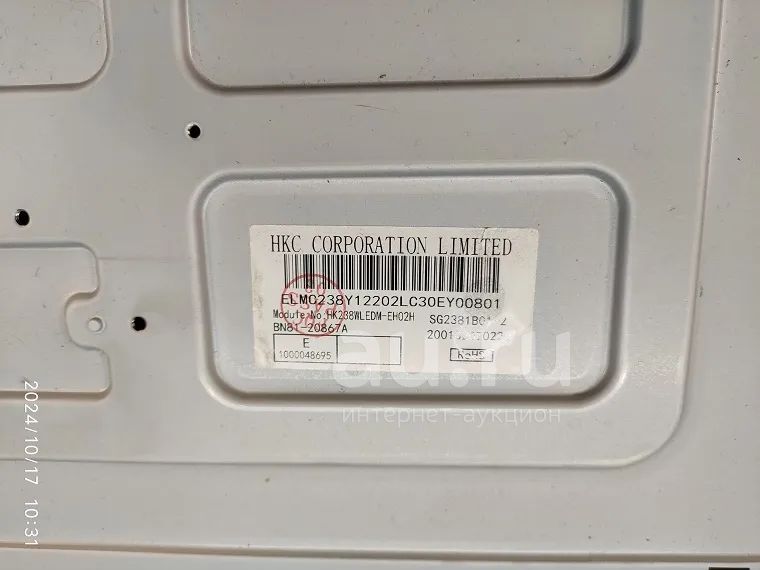 HKC CORPORATION LIMITED
ELM0238Y12202LC30EY00801
Module No.HK238WLEDM-EH02H
BN81-20867A
E
1000048695
RoHS
au.ru
интернет-аукцион
2024/10/17 10:31